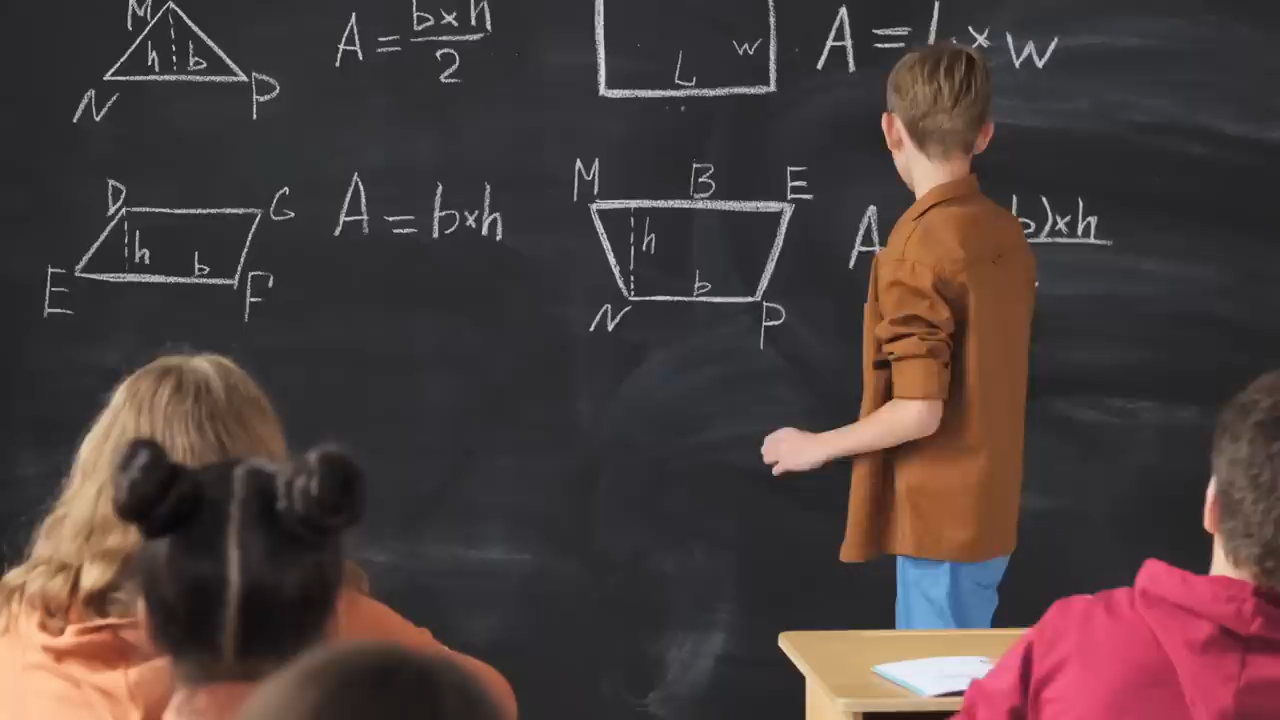 M
h b
N P
A = b×h
2
w
L
A = L × w
D G
h
b
E F
A = b×h
M B E
h
b
N P
A
b)×h